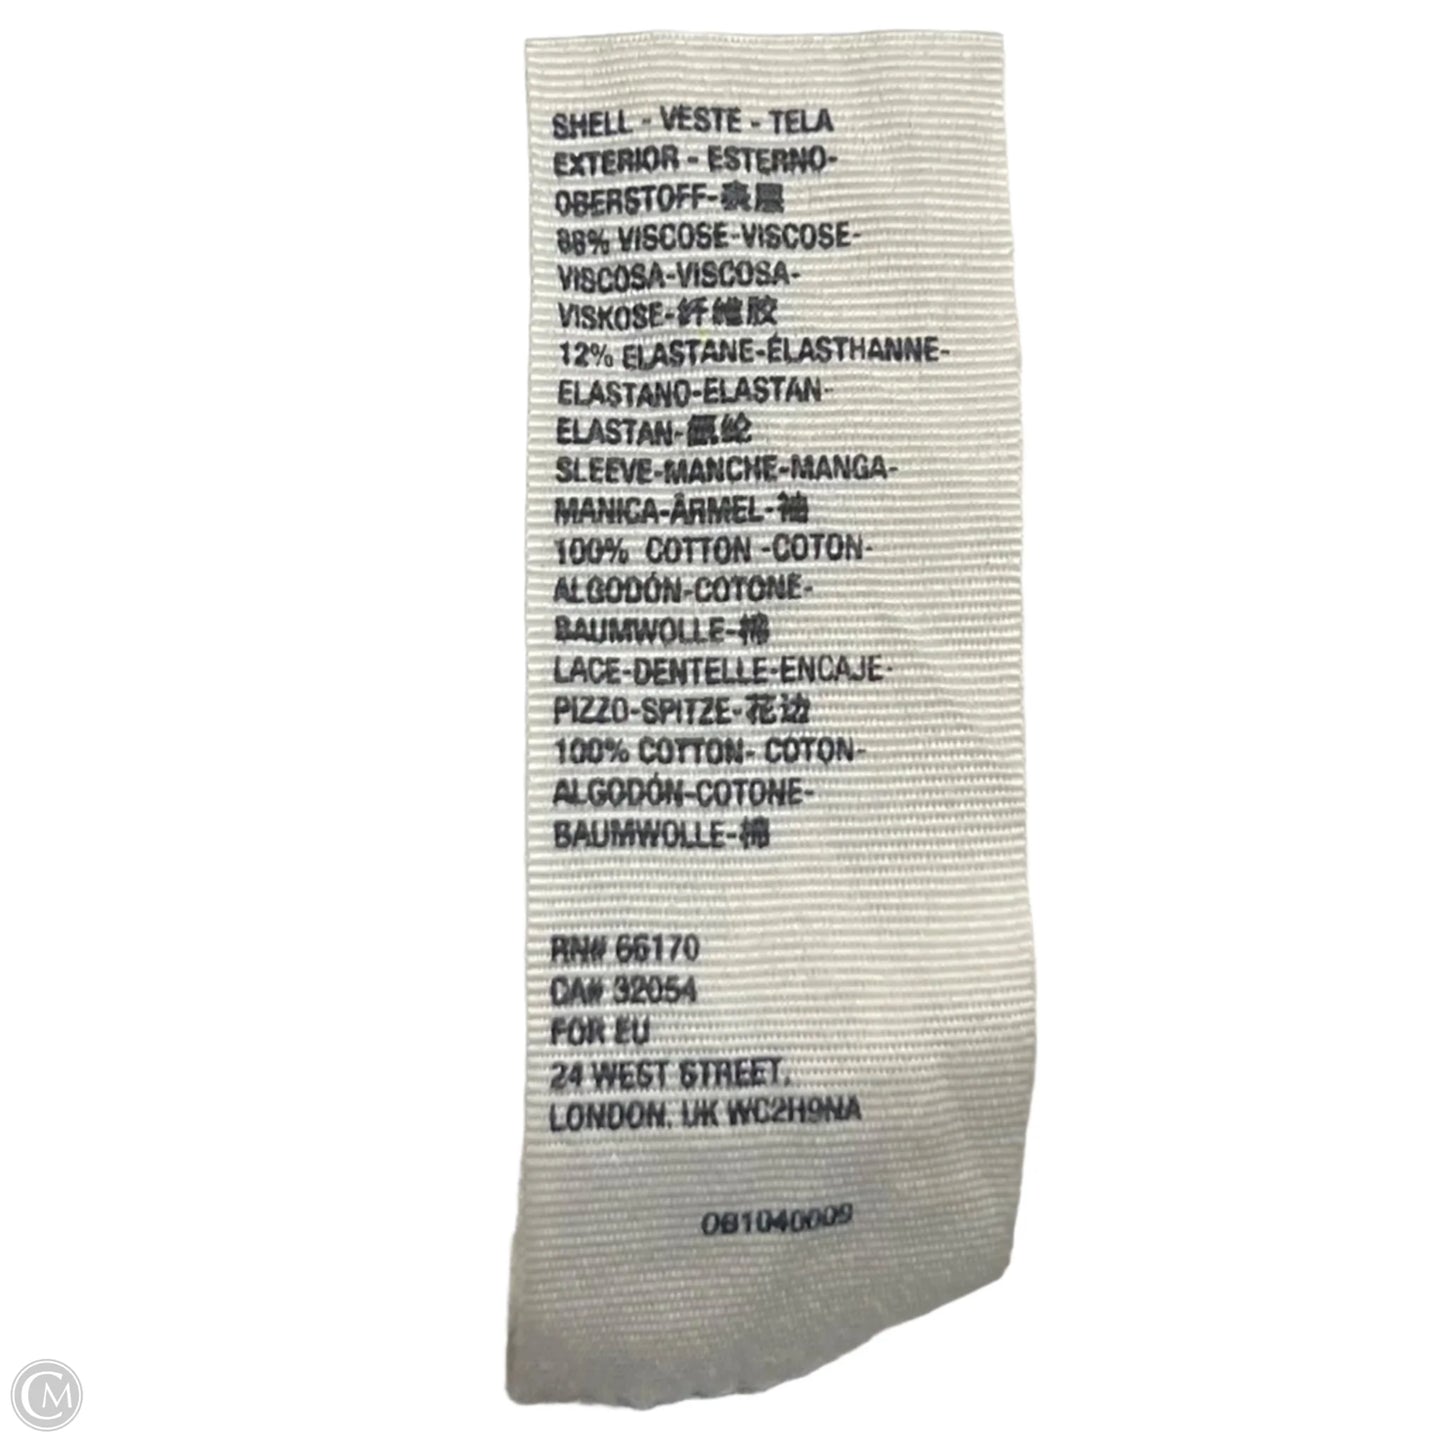 SHELL - VESTE - TELA
EXTERIOR - ESTERNO-
OBERSTOFF-表層
88% VISCOSE-VISCOSE-
VISCOSA-VISCOSA-
VISKOSE-纤維胶
12% ELASTANE-ÉLASTHANNE-
ELASTANO-ELASTAN-
ELASTAN-氨纶
SLEEVE-MANCHE-MANGA-
MANICA-ÄRMEL-袖
100% COTTON -COTON-
ALGODÓN-COTONE-
BAUMWOLLE-棉
LACE-DENTELLE-ENCAJE-
PIZZO-SPITZE-花边
100% COTTON- COTON-
ALGODÓN-COTONE-
BAUMWOLLE-棉
RN# 66170
CA# 32054
FOR EU
24 WEST STREET,
LONDON, UK WC2H9NA
OB1040009
CM